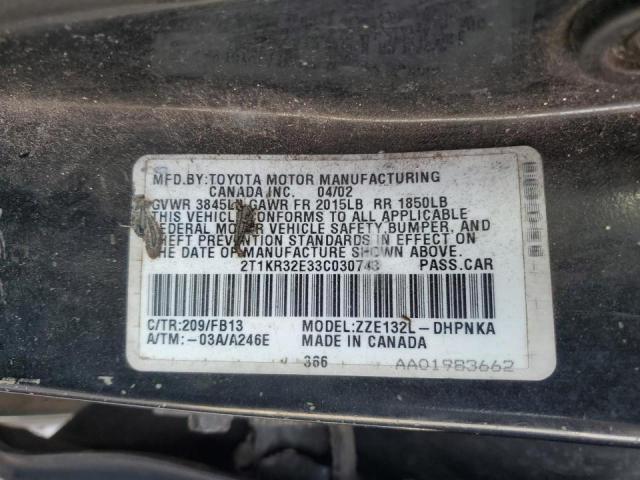 MFD.BY:TOYOTA MOTOR MANUFACTURING
CANADA INC. 04/02
GVWR 3845LB GAWR FR 2015LB RR 1850LB
THIS VEHICLE CONFORMS TO ALL APPLICABLE
FEDERAL MOTOR VEHICLE SAFETY,BUMPER, AND
THEFT PREVENTION STANDARDS IN EFFECT ON
THE DATE OF MANUFACTURE SHOWN ABOVE.
2T1KR32E33C030743 PASS.CAR
C/TR:209/FB13 MODEL:ZZE132L-DHPNKA
A/TM:-03A/A246E MADE IN CANADA
366 AA01983662